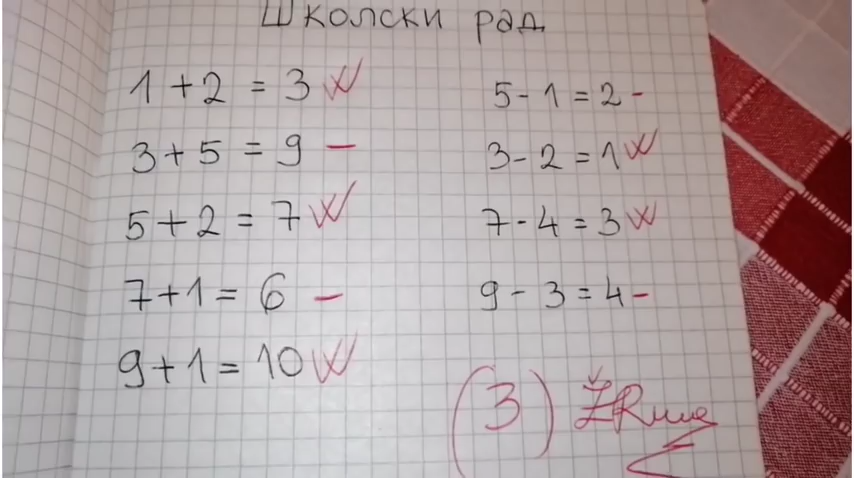 Школски рад
1 + 2 = 3
3 + 5 = 9 -
5 + 2 = 7
7 + 1 = 6 -
9 + 1 = 10
5 - 1 = 2 -
3 - 2 = 1
7 - 4 = 3
9 - 3 = 4 -
(3)